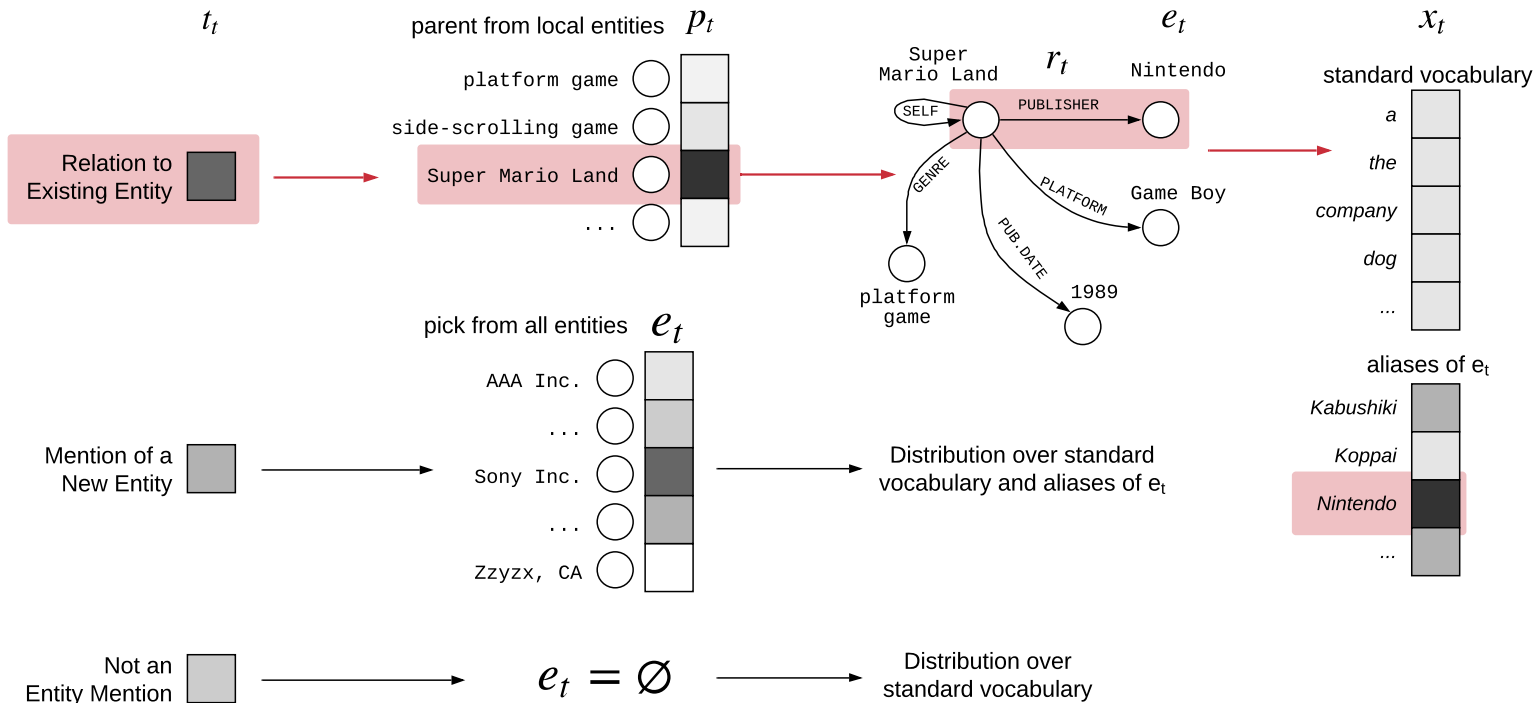 t_t
parent from local entities p_t
platform game
side-scrolling game
Super Mario Land
...
Relation to
Existing Entity
e_t
r_t
Super
Mario Land
Nintendo
SELF
PUBLISHER
GENRE
PLATFORM
PUB.DATE
Game Boy
platform
game
1989
x_t
standard vocabulary
a
the
company
dog
...
aliases of e_t
Kabushiki
Koppai
Nintendo
...
Mention of a
New Entity
pick from all entities e_t
AAA Inc.
...
Sony Inc.
...
Zzyzx, CA
Distribution over standard
vocabulary and aliases of e_t
Not an
Entity Mention
e_t = ∅
Distribution over
standard vocabulary